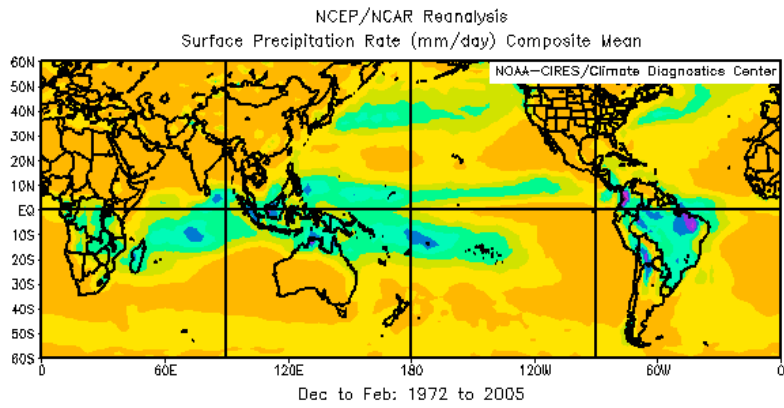 NCEP/NCAR Reanalysis
Surface Precipitation Rate (mm/day) Composite Mean
NOAA-CIRES/Climate Diagnostics Center
60N
50N
40N
30N
20N
10N
EQ
10S
20S
30S
40S
50S
60S
0 60E 120E 180 120W 60W 0
Dec to Feb: 1972 to 2005